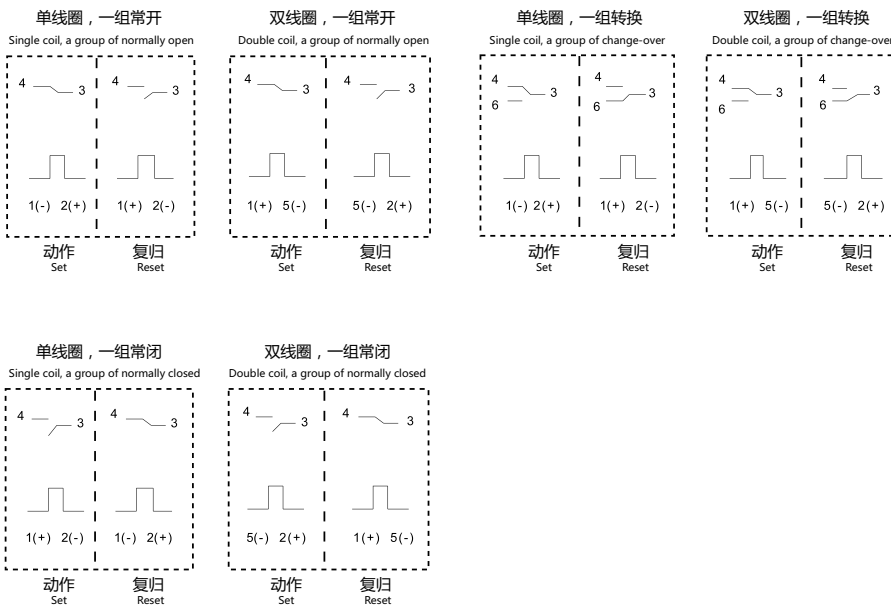 单线圈，一组常开
Single coil, a group of normally open
4 3 4 3
1(-) 2(+) 1(+) 2(-)
动作 复归
Set Reset
双线圈，一组常开
Double coil, a group of normally open
4 3 4 3
1(+) 5(-) 5(-) 2(+)
动作 复归
Set Reset
单线圈，一组转换
Single coil, a group of change-over
4 3 4 3
6 6
1(-) 2(+) 1(+) 2(-)
动作 复归
Set Reset
双线圈，一组转换
Double coil, a group of change-over
4 3 4 3
6 6
1(+) 5(-) 5(-) 2(+)
动作 复归
Set Reset
单线圈，一组常闭
Single coil, a group of normally closed
4 3 4 3
1(+) 2(-) 1(-) 2(+)
动作 复归
Set Reset
双线圈，一组常闭
Double coil, a group of normally closed
4 3 4 3
5(-) 2(+) 1(+) 5(-)
动作 复归
Set Reset